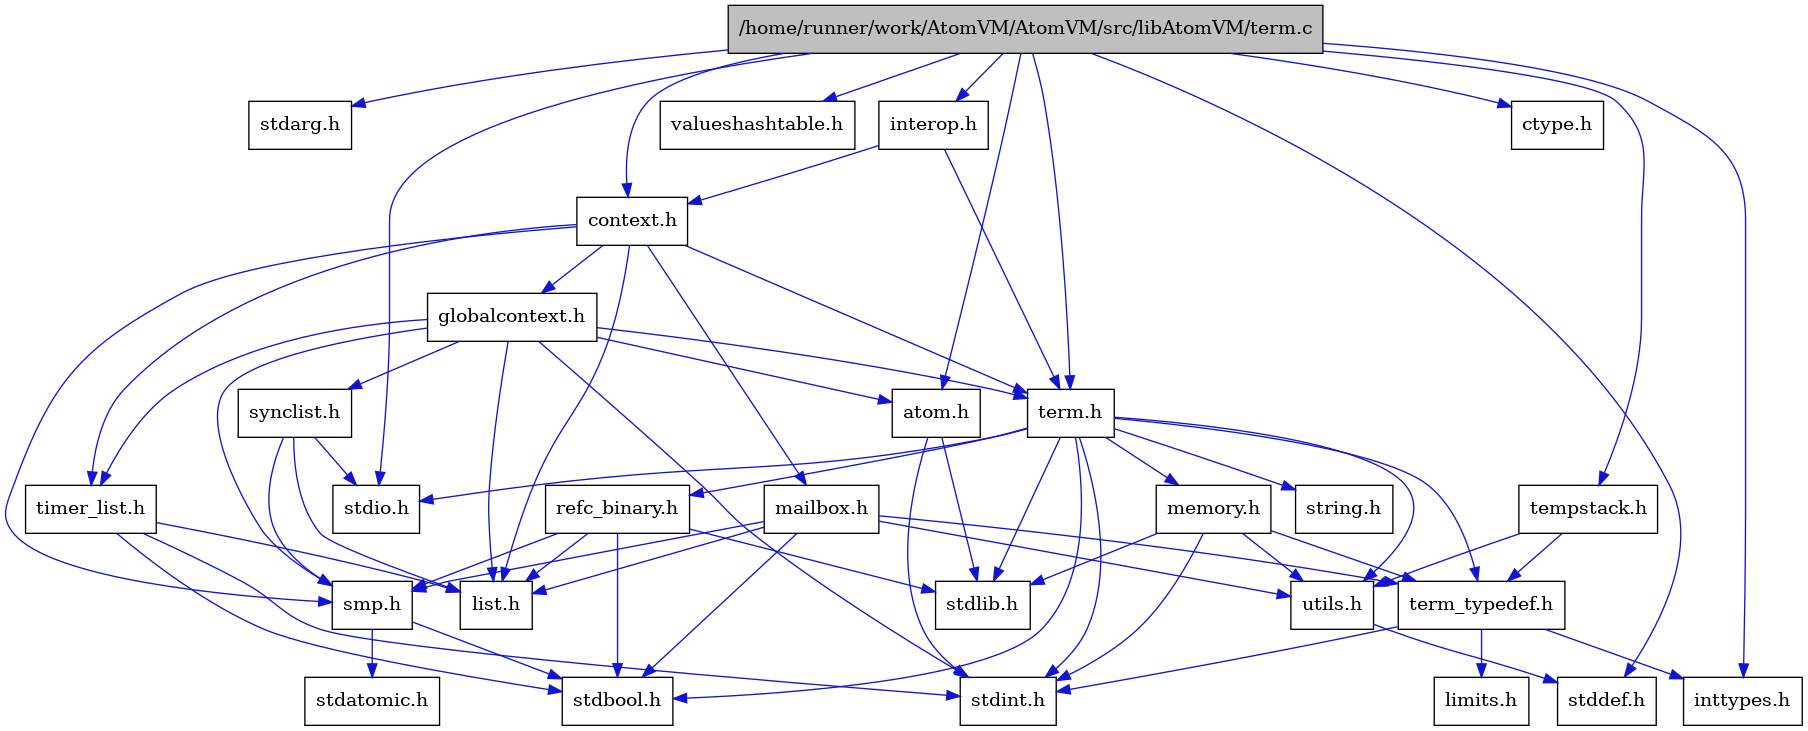 /home/runner/work/AtomVM/AtomVM/src/libAtomVM/term.c
stdarg.h
valueshashtable.h
interop.h
ctype.h
context.h
globalcontext.h
synclist.h
atom.h
term.h
timer_list.h
stdio.h
refc_binary.h
mailbox.h
memory.h
string.h
tempstack.h
smp.h
list.h
stdlib.h
utils.h
term_typedef.h
stdatomic.h
stdbool.h
stdint.h
limits.h
stddef.h
inttypes.h